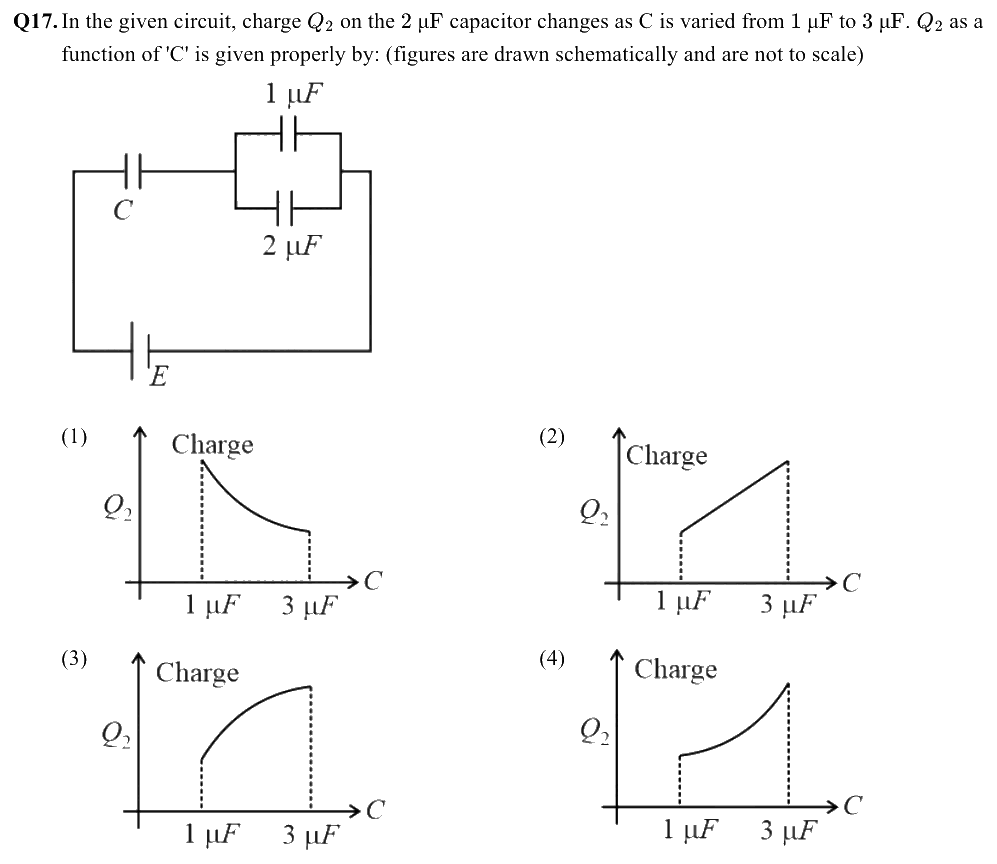 Q17. In the given circuit, charge Q₂ on the 2 μF capacitor changes as C is varied from 1 μF to 3 μF. Q₂ as a
function of 'C' is given properly by: (figures are drawn schematically and are not to scale)
1 μF
C
2 μF
E
(1)
Charge
Q₂
C
1 μF 3 μF
(2)
Charge
Q₂
C
1 μF 3 μF
(3)
Charge
Q₂
C
1 μF 3 μF
(4)
Charge
Q₂
C
1 μF 3 μF